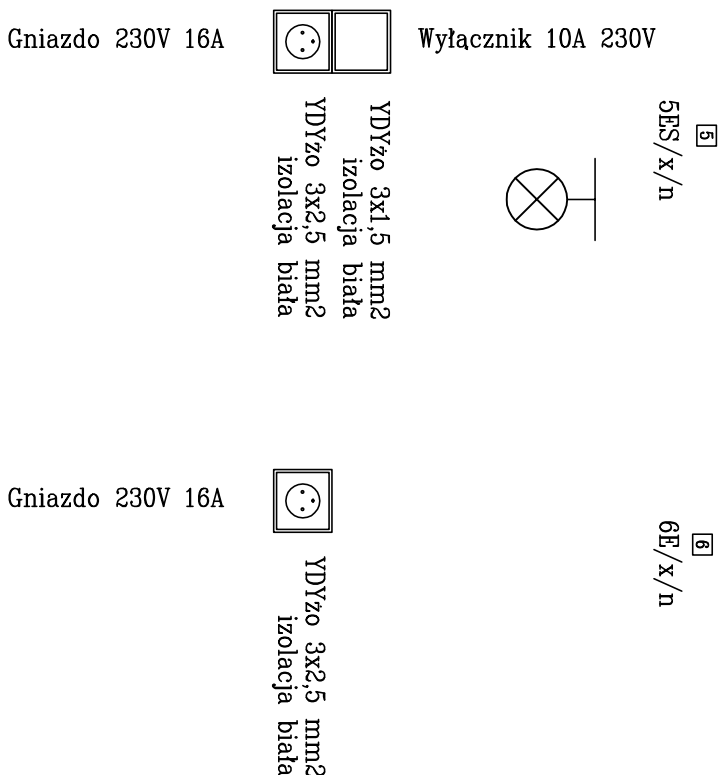 Gniazdo 230V 16A
Wyłącznik 10A 230V
5
5ES/x/n
YDYżo 3x1,5 mm2
izolacja biała
YDYżo 3x2,5 mm2
izolacja biała
Gniazdo 230V 16A
6
6E/x/n
YDYżo 3x2,5 mm2
izolacja biała